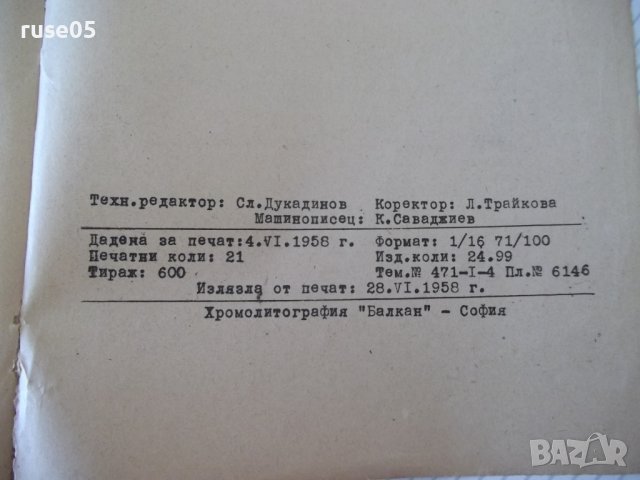 ruse05
Техн.редактор: Сл.Дукадинов Коректор: Л.Трайкова
Машинописец: К.Саваджиев
Дадена за печат:4.VI.1958 г. Формат: 1/16 71/100
Печатни коли: 21 Изд.коли: 24.99
Тираж: 600 Тем.№ 471-I-4 Пл.№ 6146
Излязла от печат: 28.VI.1958 г.
Хромолитография "Балкан" - София
BAZAR